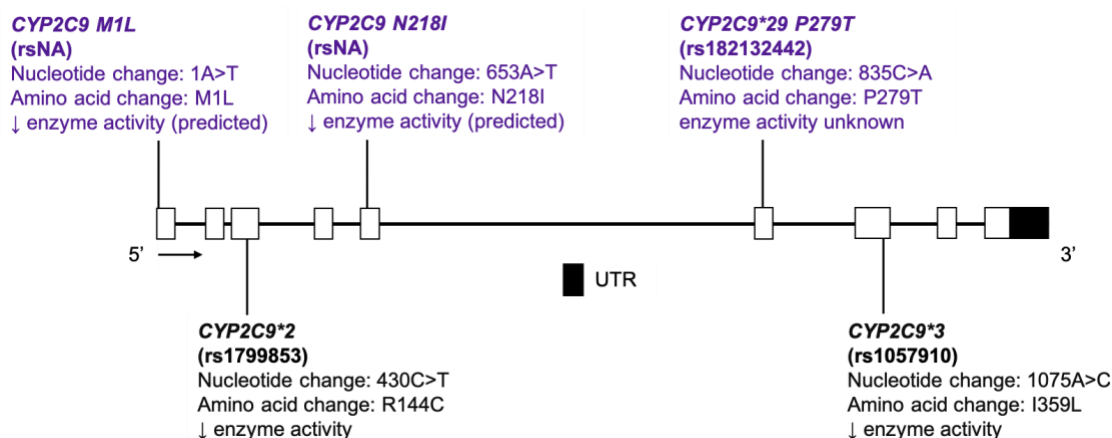 CYP2C9 M1L
(rsNA)
Nucleotide change: 1A>T
Amino acid change: M1L
↓ enzyme activity (predicted)
CYP2C9 N218I
(rsNA)
Nucleotide change: 653A>T
Amino acid change: N218I
↓ enzyme activity (predicted)
CYP2C9*29 P279T
(rs182132442)
Nucleotide change: 835C>A
Amino acid change: P279T
enzyme activity unknown
5’
3’
UTR
CYP2C9*2
(rs1799853)
Nucleotide change: 430C>T
Amino acid change: R144C
↓ enzyme activity
CYP2C9*3
(rs1057910)
Nucleotide change: 1075A>C
Amino acid change: I359L
↓ enzyme activity